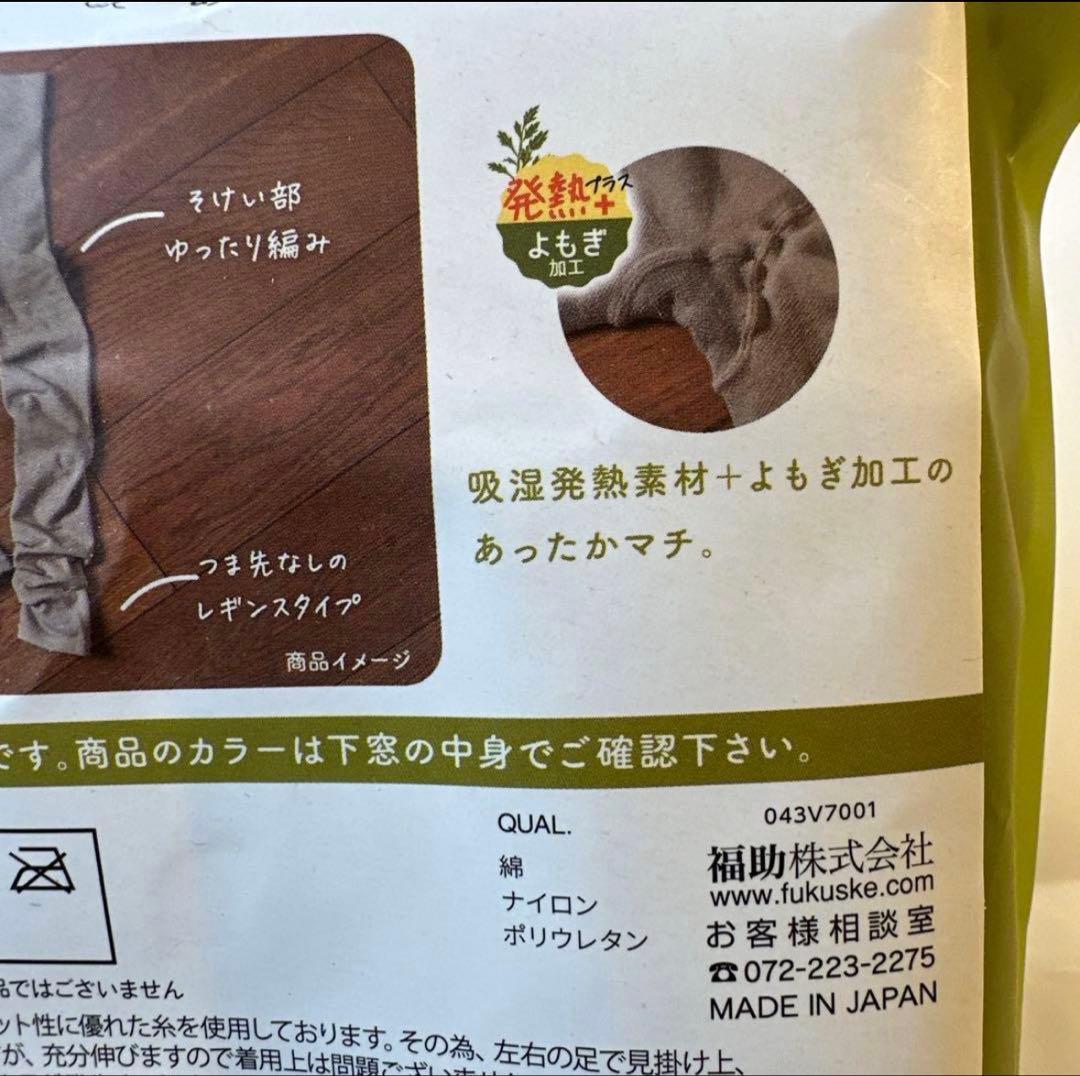 そけい部
ゆったり編み
発熱プラス+
よもぎ
加工
吸湿発熱素材+よもぎ加工の
あったかマチ。
つま先なしの
レギンスタイプ
商品イメージ
です。商品のカラーは下窓の中身でご確認下さい。
QUAL.
綿
ナイロン
ポリウレタン
043V7001
福助株式会社
www.fukuske.com
お客様相談室
☎072-223-2275
MADE IN JAPAN
品ではございません
ット性に優れた糸を使用しております。その為、左右の足で見掛け上、
が、充分伸びますので着用上は問題ございません